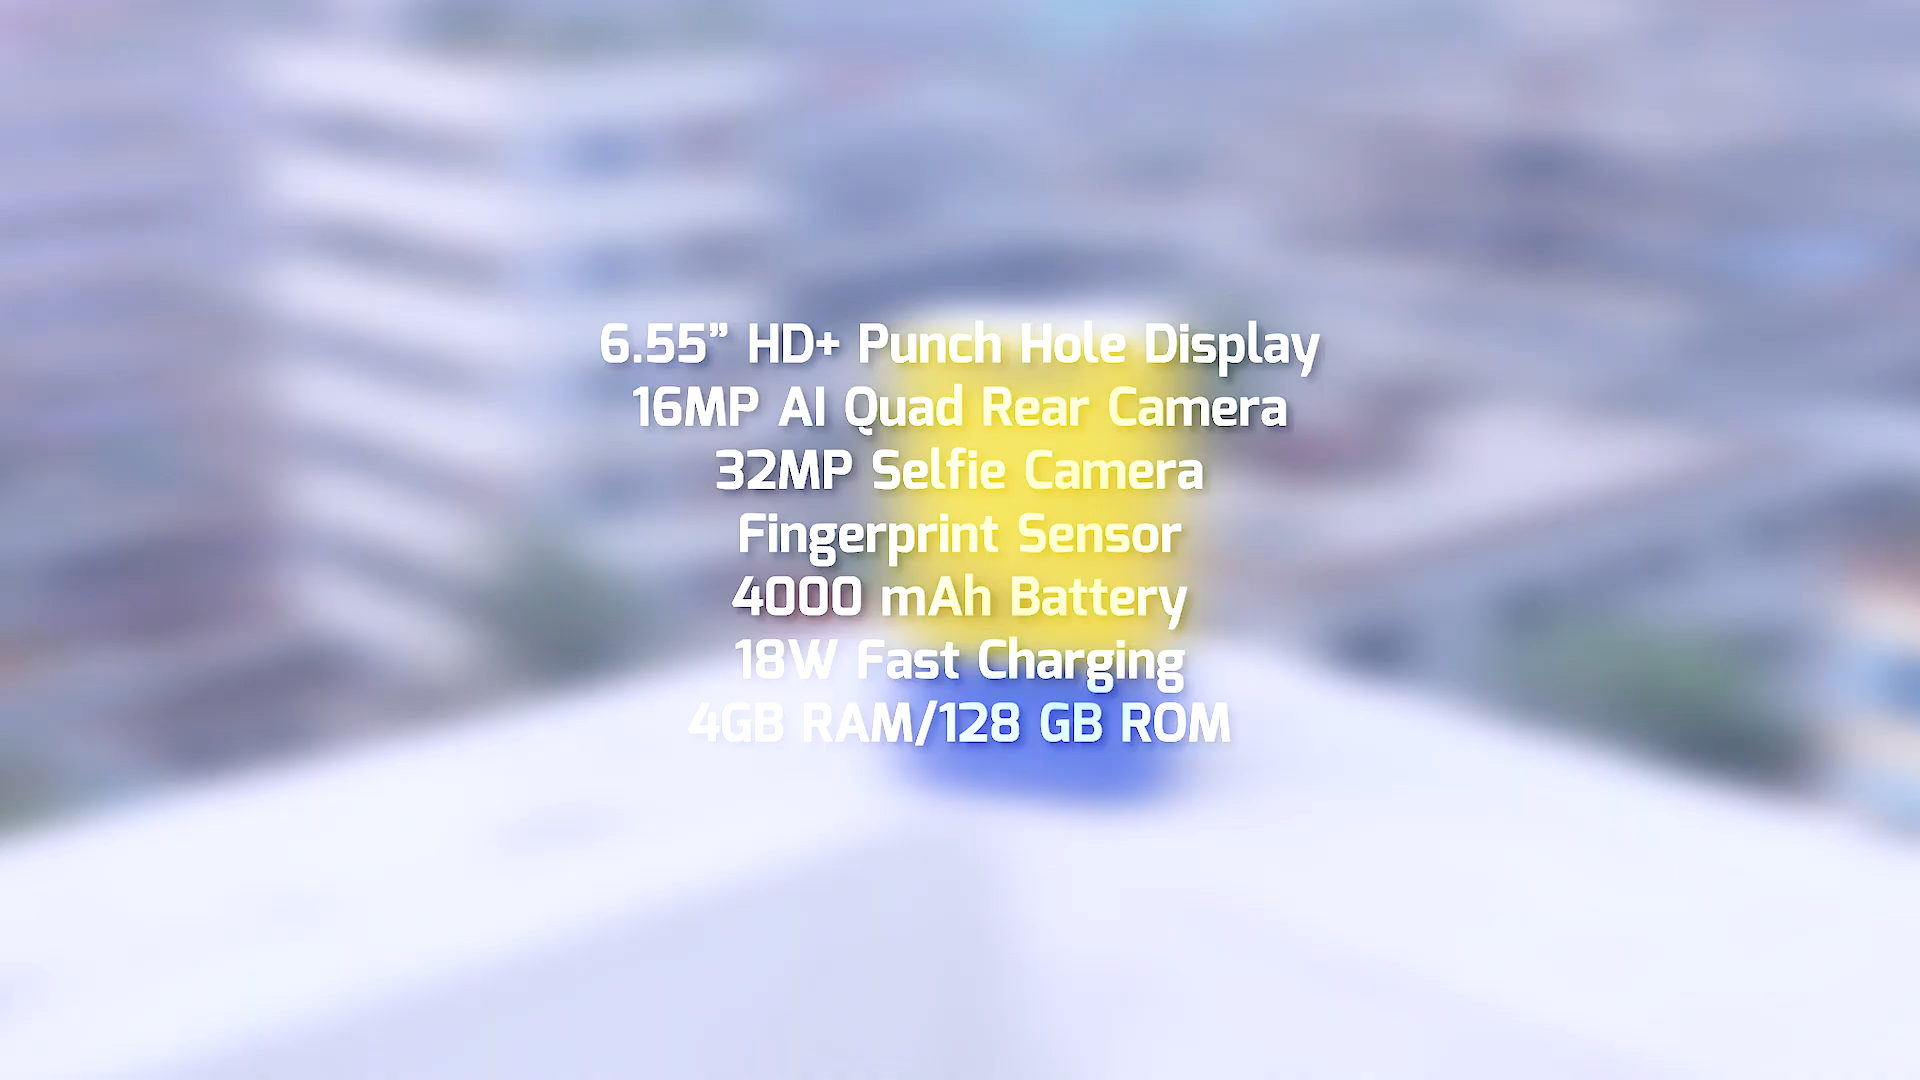 6.55” HD+ Punch Hole Display
16MP AI Quad Rear Camera
32MP Selfie Camera
Fingerprint Sensor
4000 mAh Battery
18W Fast Charging
4GB RAM/128 GB ROM